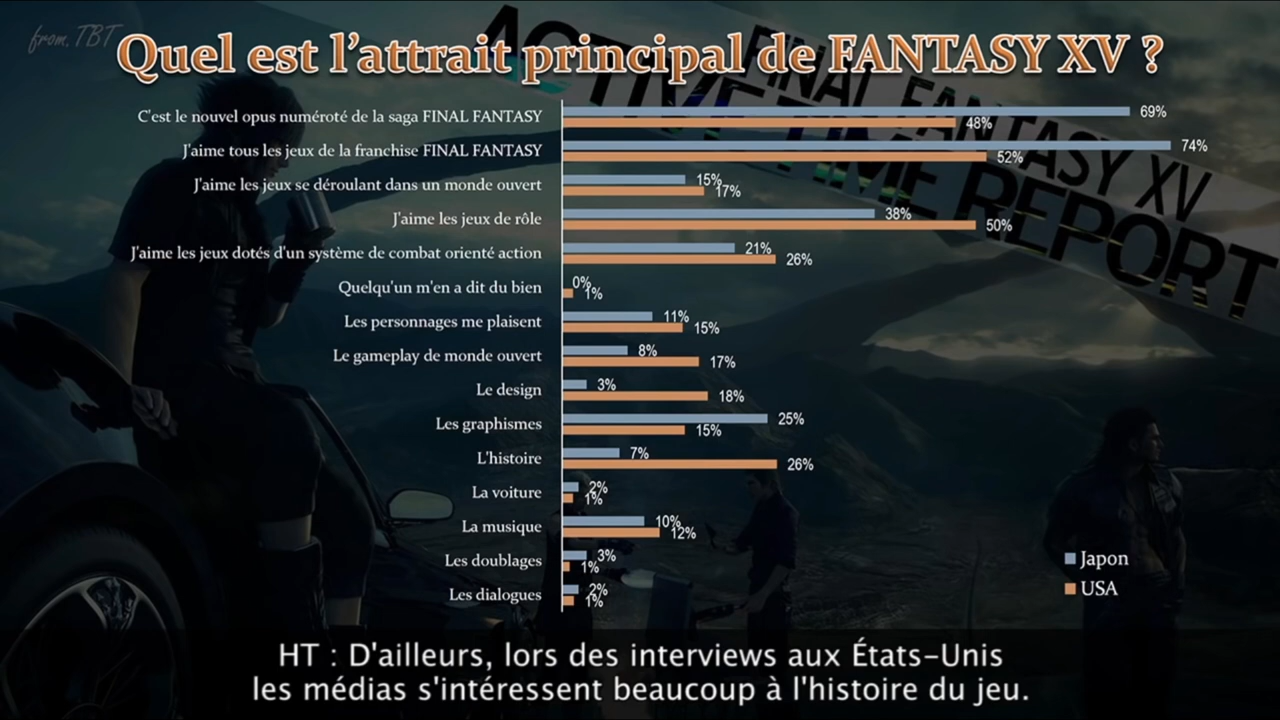 from. TBT
Quel est l'attrait principal de FANTASY XV ?
FINAL FANTASY XV
ACTIVE TIME REPORT
C'est le nouvel opus numéroté de la saga FINAL FANTASY
69%
48%
J'aime tous les jeux de la franchise FINAL FANTASY
74%
52%
J'aime les jeux se déroulant dans un monde ouvert
15%
17%
J'aime les jeux de rôle
38%
50%
J'aime les jeux dotés d'un système de combat orienté action
21%
26%
Quelqu'un m'en a dit du bien
0%
1%
Les personnages me plaisent
11%
15%
Le gameplay de monde ouvert
8%
17%
Le design
3%
18%
Les graphismes
25%
15%
L'histoire
7%
26%
La voiture
2%
1%
La musique
10%
12%
Les doublages
3%
1%
Les dialogues
2%
1%
Japon
USA
HT : D'ailleurs, lors des interviews aux États-Unis
les médias s'intéressent beaucoup à l'histoire du jeu.